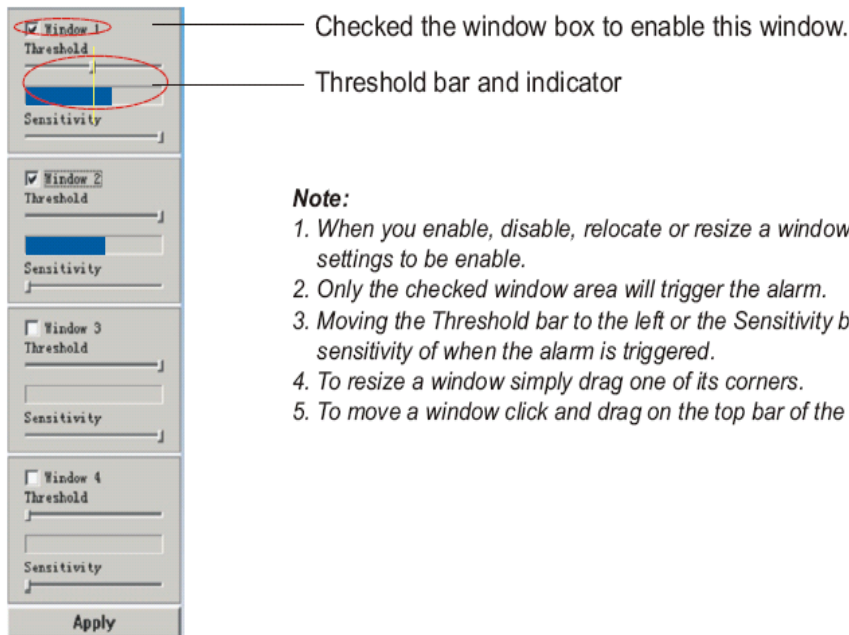 Window 1
Threshold
Sensitivity
Window 2
Threshold
Sensitivity
Window 3
Threshold
Sensitivity
Window 4
Threshold
Sensitivity
Apply
Checked the window box to enable this window.
Threshold bar and indicator
Note:
1. When you enable, disable, relocate or resize a window
settings to be enable.
2. Only the checked window area will trigger the alarm.
3. Moving the Threshold bar to the left or the Sensitivity b
sensitivity of when the alarm is triggered.
4. To resize a window simply drag one of its corners.
5. To move a window click and drag on the top bar of the